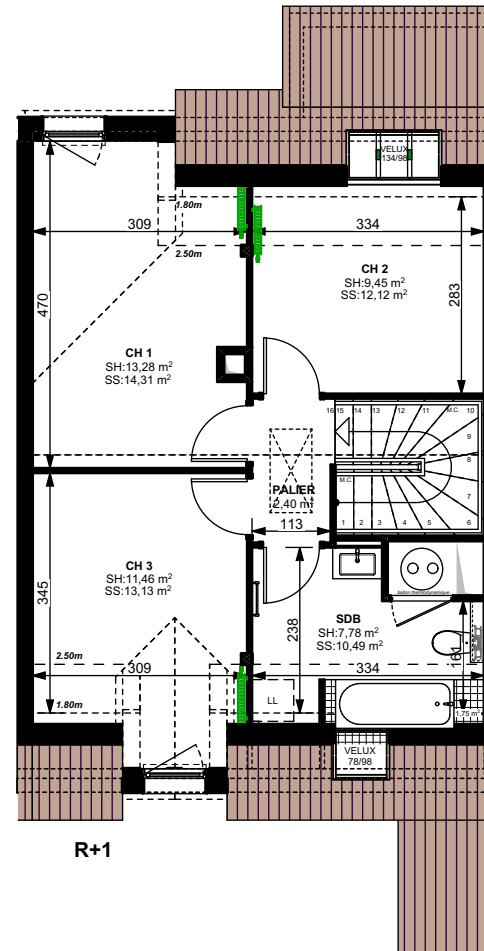 VELUX
134/98
1.80m
309
334
2.50m
CH 2
SH:9,45 m²
SS:12,12 m²
283
470
CH 1
SH:13,28 m²
SS:14,31 m²
16 15 14 13 12 11 M.C. 10
9
8
7
M.C.
1 2 3 4 5 6
PALIER
2,40 m²
113
345
CH 3
SH:11,46 m²
SS:13,13 m²
238
ballon thermodynamique
SDB
SH:7,78 m²
SS:10,49 m²
161
2.50m
309
334
1.80m
LL
1,75 m²
VELUX
78/98
R+1